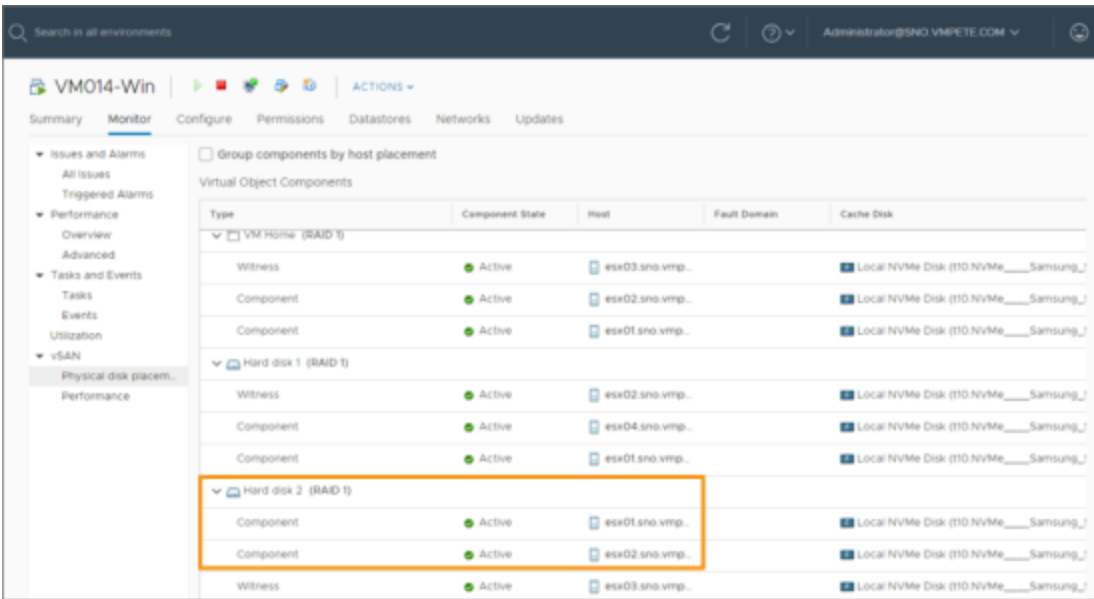 Search in all environments
Administrator@SNO.VMPETE.COM
VM014-Win
ACTIONS
Summary Monitor Configure Permissions Datastores Networks Updates
Issues and Alarms
All Issues
Triggered Alarms
Performance
Overview
Advanced
Tasks and Events
Tasks
Events
Utilization
vSAN
Physical disk placem...
Performance
Group components by host placement
Virtual Object Components
Type Component State Host Fault Domain Cache Disk
VM Home (RAID 1)
Witness Active esx03.sno.vmp... Local NVMe Disk (t10.NVMe____Samsung_
Component Active esx02.sno.vmp... Local NVMe Disk (t10.NVMe____Samsung_
Component Active esx01.sno.vmp... Local NVMe Disk (t10.NVMe____Samsung_
Hard disk 1 (RAID 1)
Witness Active esx02.sno.vmp... Local NVMe Disk (t10.NVMe____Samsung_
Component Active esx04.sno.vmp... Local NVMe Disk (t10.NVMe____Samsung_
Component Active esx01.sno.vmp... Local NVMe Disk (t10.NVMe____Samsung_
Hard disk 2 (RAID 1)
Component Active esx01.sno.vmp... Local NVMe Disk (t10.NVMe____Samsung_
Component Active esx02.sno.vmp... Local NVMe Disk (t10.NVMe____Samsung_
Witness Active esx03.sno.vmp... Local NVMe Disk (t10.NVMe____Samsung_